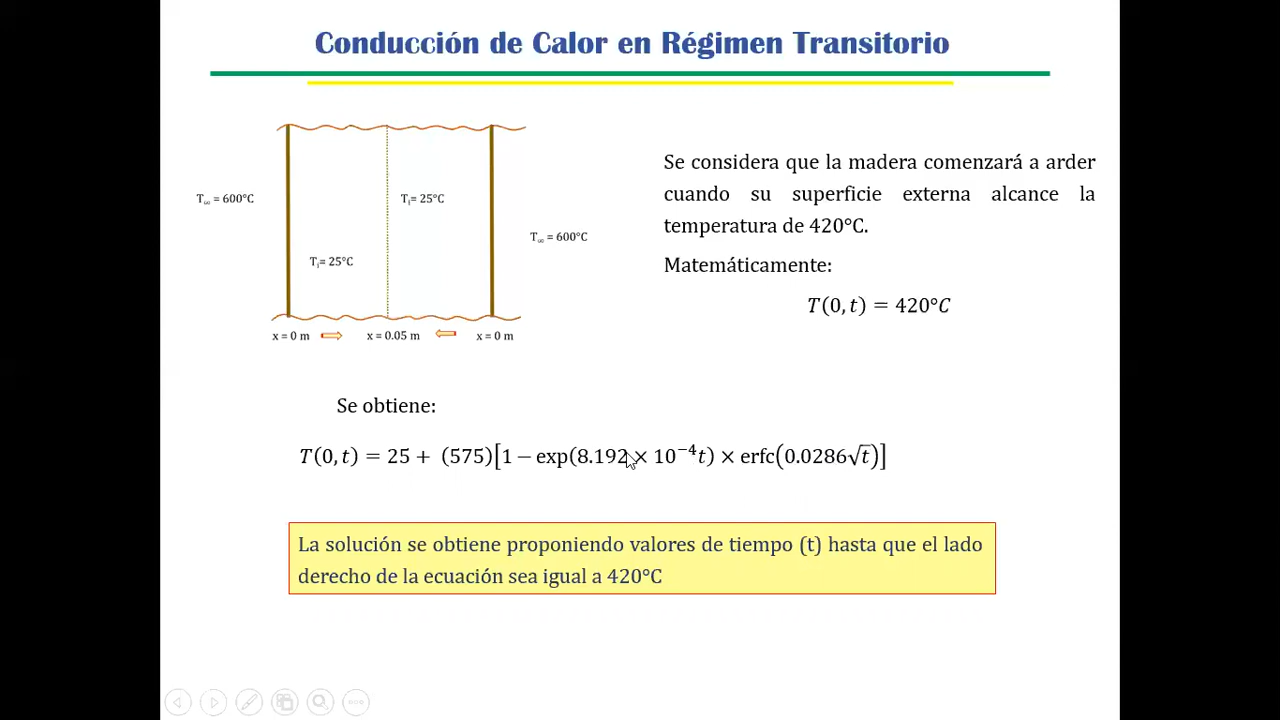 Conducción de Calor en Régimen Transitorio
T∞ = 600°C
Ti= 25°C
T∞ = 600°C
Ti= 25°C
x = 0 m
x = 0.05 m
x = 0 m
Se considera que la madera comenzará a arder
cuando su superficie externa alcance la
temperatura de 420°C.
Matemáticamente:
T(0, t) = 420°C
Se obtiene:
T(0, t) = 25 + (575)[1 − exp(8.192 × 10⁻⁴t) × erfc(0.0286√t)]
La solución se obtiene proponiendo valores de tiempo (t) hasta que el lado
derecho de la ecuación sea igual a 420°C